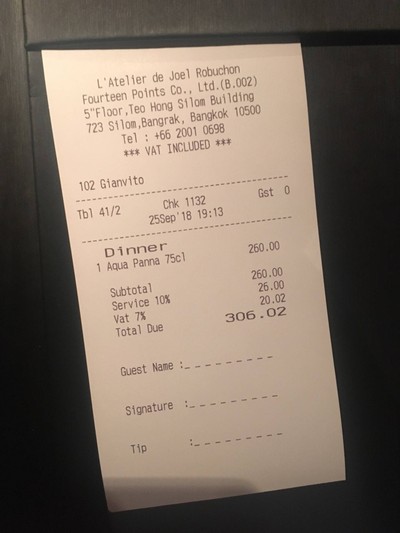 L'Atelier de Joel Robuchon
Fourteen Points Co., Ltd.(B.002)
5"Floor,Teo Hong Silom Building
723 Silom,Bangrak, Bangkok 10500
Tel : +66 2001 0698
*** VAT INCLUDED ***
102 Gianvito
Tbl 41/2 Chk 1132 Gst 0
25Sep'18 19:13
Dinner
1 Aqua Panna 75cl 260.00
Subtotal 260.00
Service 10% 26.00
Vat 7% 20.02
Total Due 306.02
Guest Name :_ _ _ _ _ _ _ _ _
Signature :_ _ _ _ _ _ _ _ _
Tip :_ _ _ _ _ _ _ _ _